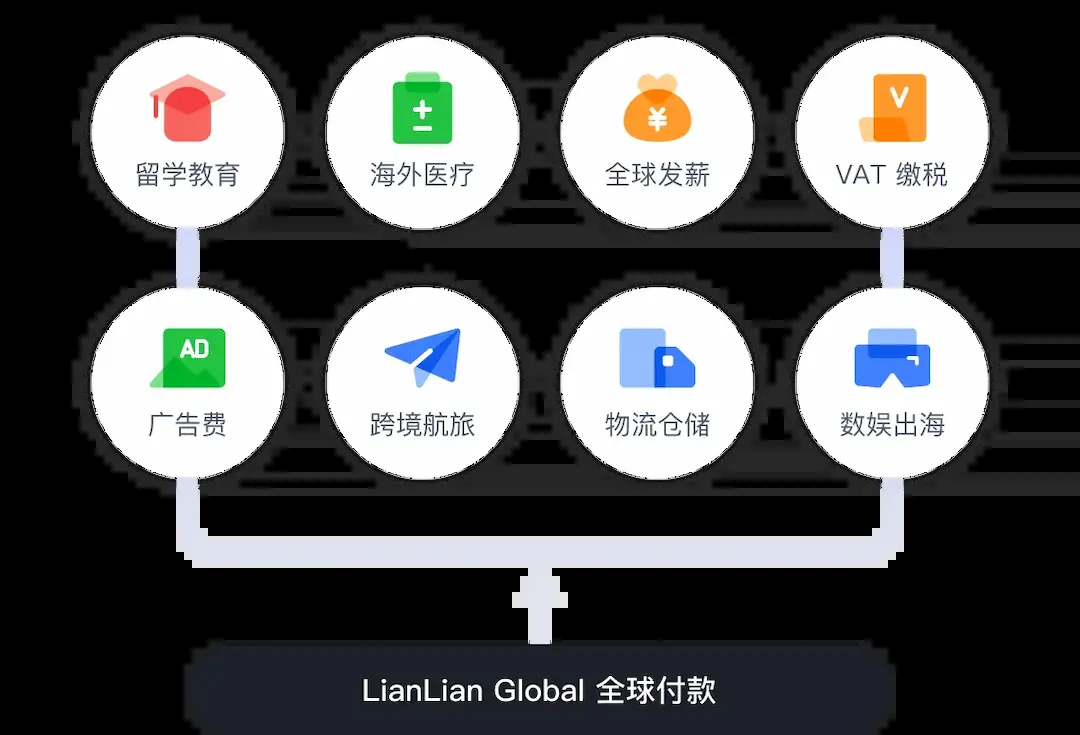 留学教育
海外医疗
¥
全球发薪
V
VAT 缴税
AD
广告费
跨境航旅
物流仓储
数娱出海
LianLian Global 全球付款